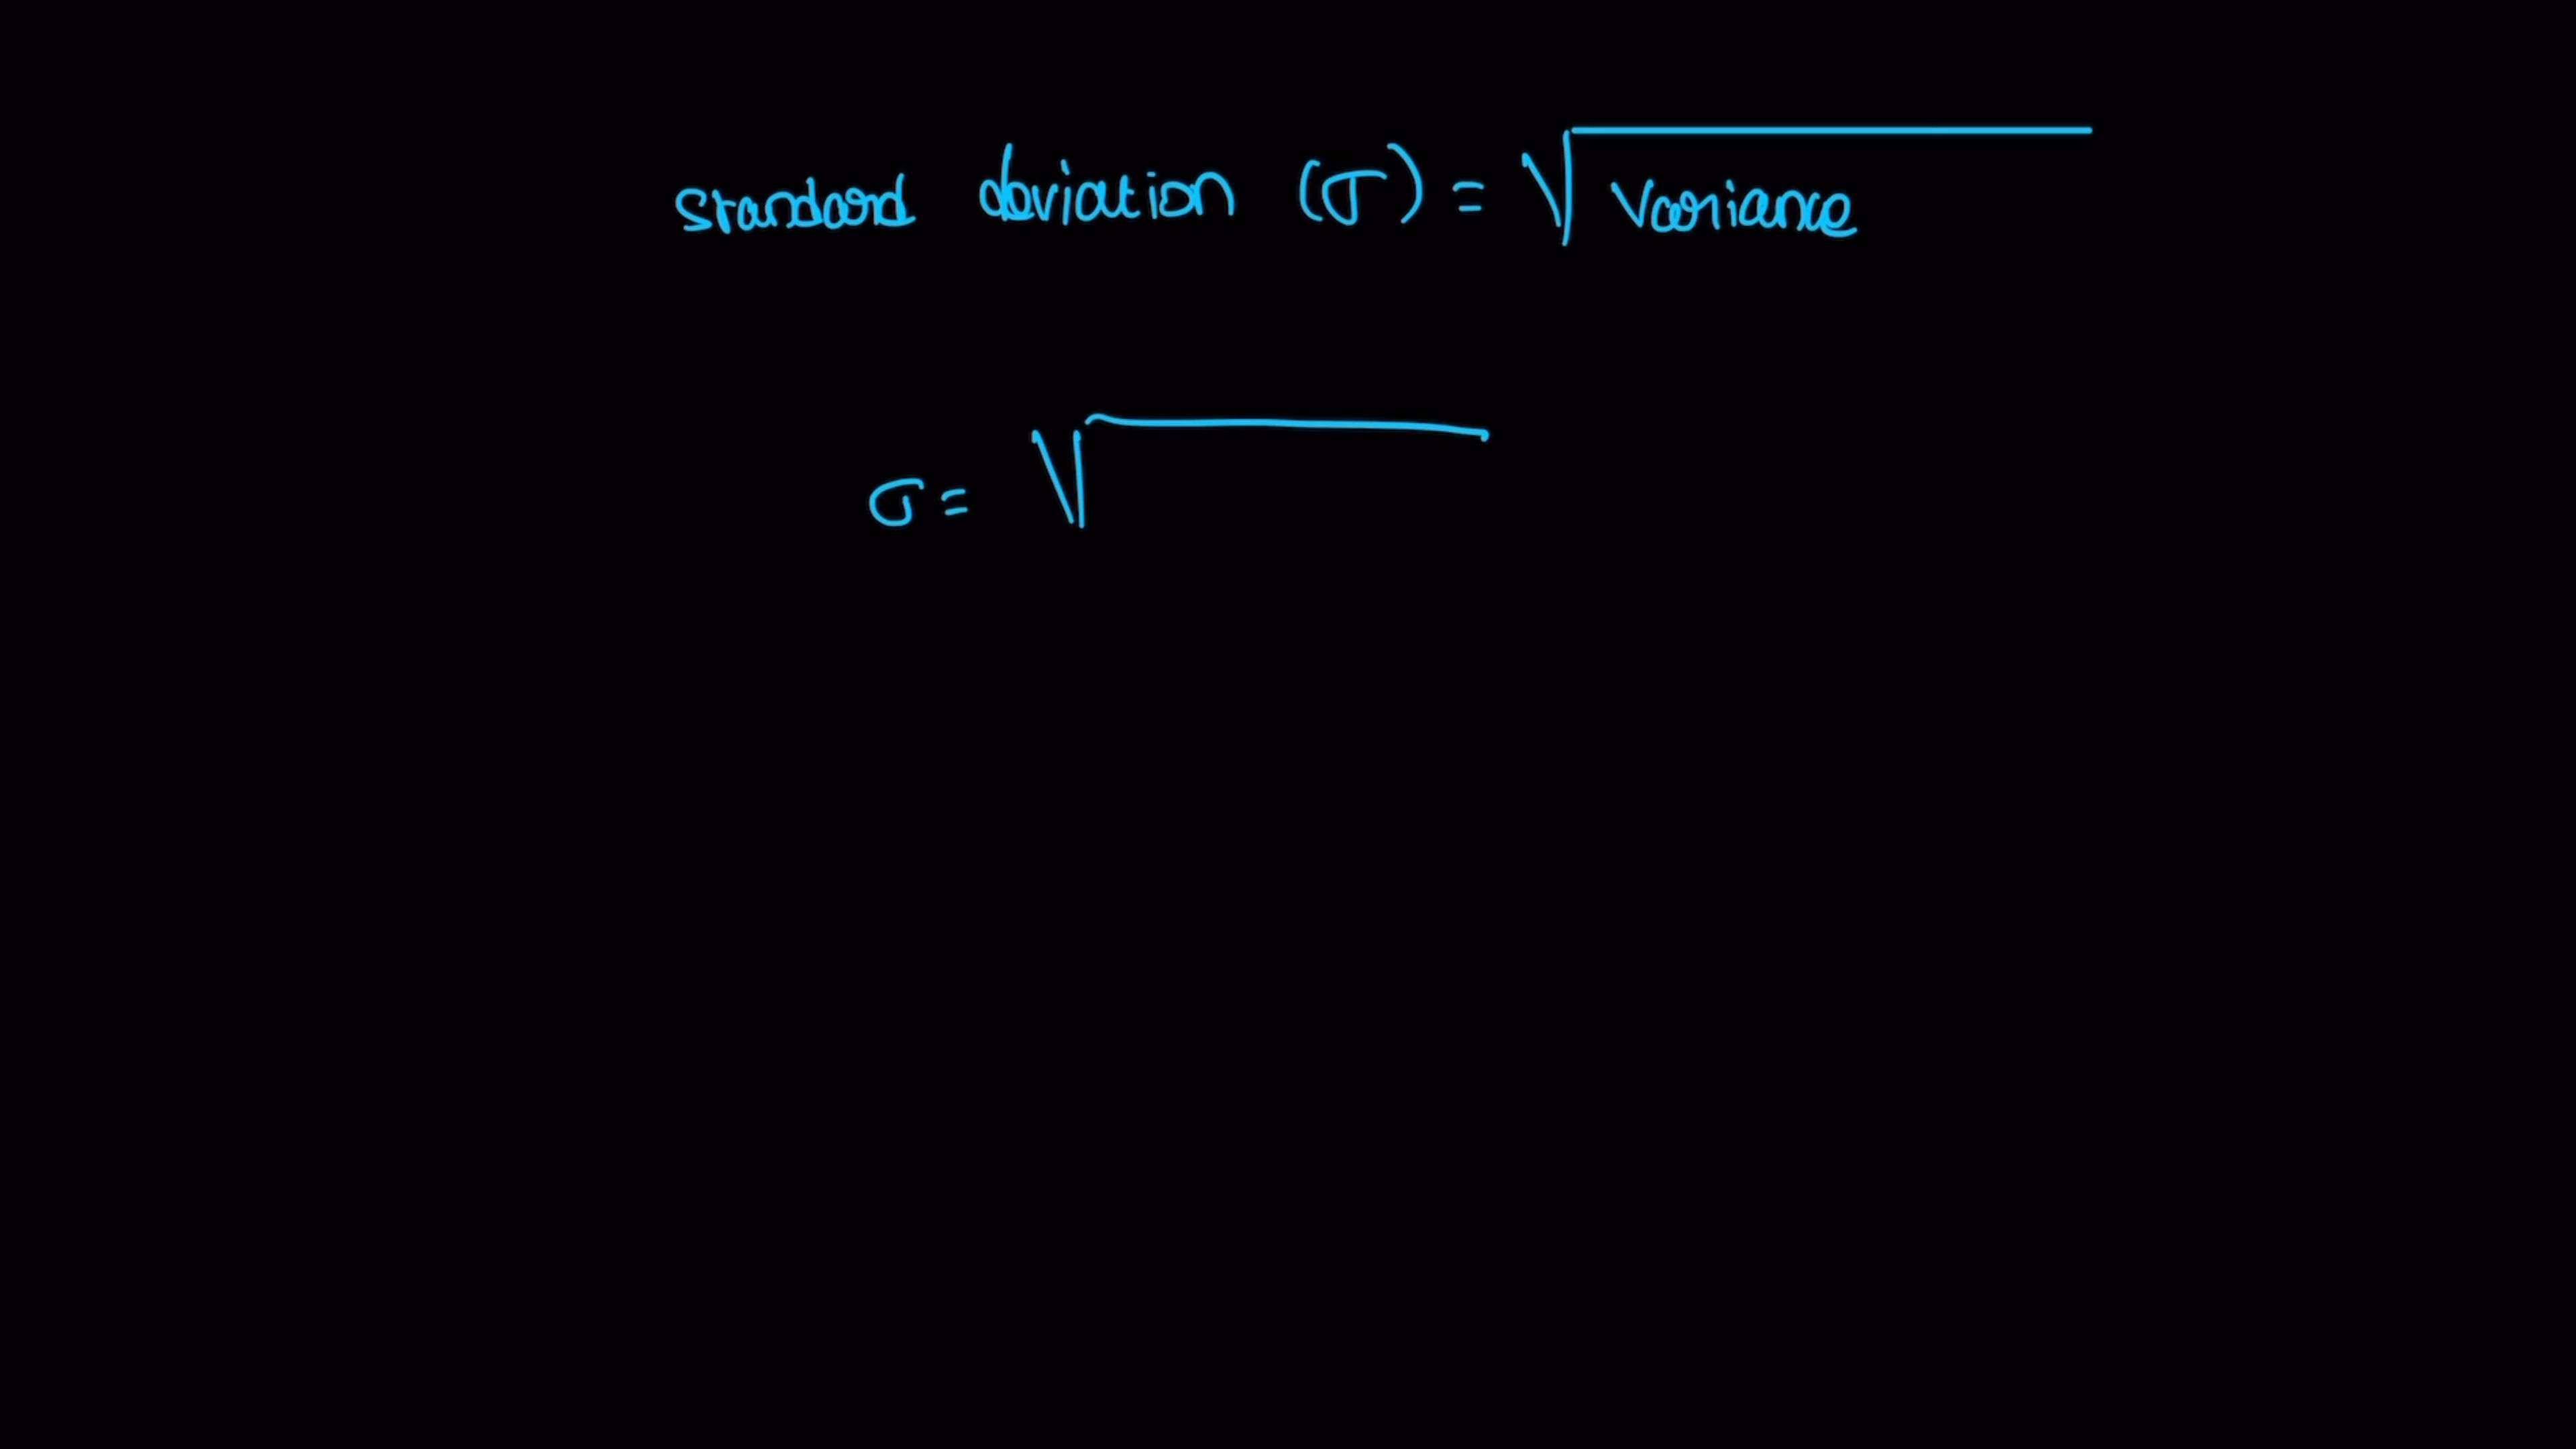 standard deviation (σ) = √variance
σ = √